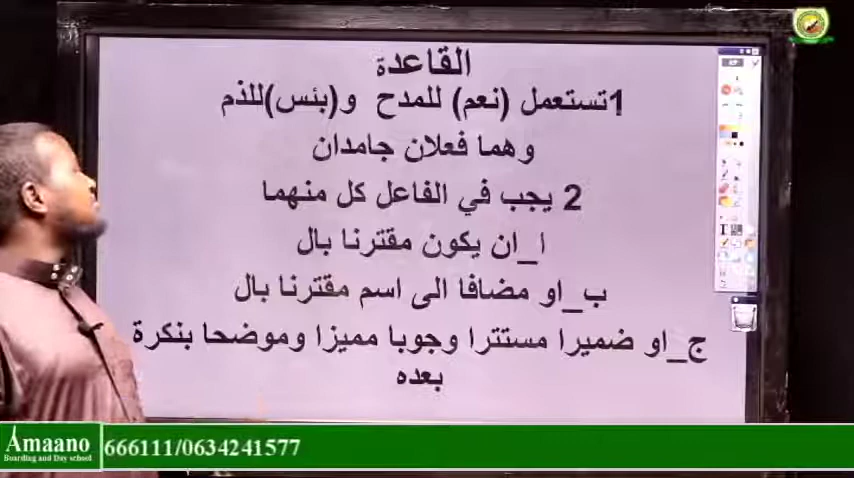 القاعدة
1تستعمل (نعم) للمدح و(بئس)للذم
وهما فعلان جامدان
2 يجب في الفاعل كل منهما
ا_ان يكون مقترنا بال
ب_او مضافا الى اسم مقترنا بال
ج_او ضميرا مستترا وجوبا مميزا وموضحا بنكرة
بعده
Amaano
Boarding and Day school
666111/0634241577